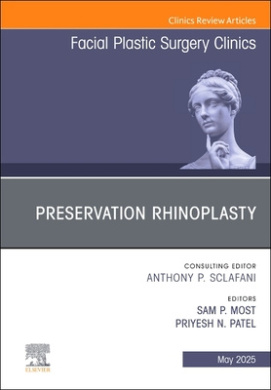 Clinics Review Articles
Facial Plastic Surgery Clinics
PRESERVATION RHINOPLASTY
CONSULTING EDITOR
ANTHONY P. SCLAFANI
EDITORS
SAM P. MOST
PRIYESH N. PATEL
ELSEVIER
May 2025